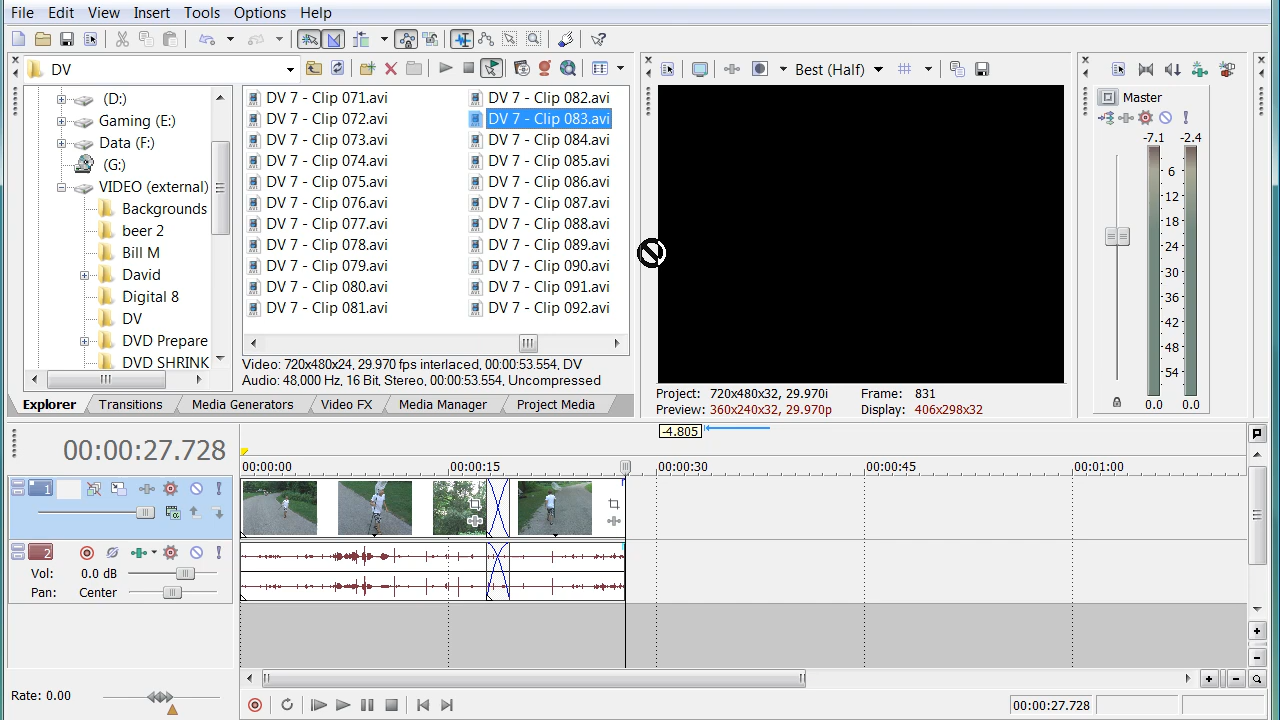 File Edit View Insert Tools Options Help
DV
Best (Half)
(D:)
Gaming (E:)
Data (F:)
(G:)
VIDEO (external)
Backgrounds
beer 2
Bill M
David
Digital 8
DV
DVD Prepare
DVD SHRINK
DV 7 - Clip 071.avi
DV 7 - Clip 072.avi
DV 7 - Clip 073.avi
DV 7 - Clip 074.avi
DV 7 - Clip 075.avi
DV 7 - Clip 076.avi
DV 7 - Clip 077.avi
DV 7 - Clip 078.avi
DV 7 - Clip 079.avi
DV 7 - Clip 080.avi
DV 7 - Clip 081.avi
DV 7 - Clip 082.avi
DV 7 - Clip 083.avi
DV 7 - Clip 084.avi
DV 7 - Clip 085.avi
DV 7 - Clip 086.avi
DV 7 - Clip 087.avi
DV 7 - Clip 088.avi
DV 7 - Clip 089.avi
DV 7 - Clip 090.avi
DV 7 - Clip 091.avi
DV 7 - Clip 092.avi
Video: 720x480x24, 29.970 fps interlaced, 00:00:53.554, DV
Audio: 48,000 Hz, 16 Bit, Stereo, 00:00:53.554, Uncompressed
Explorer Transitions Media Generators Video FX Media Manager Project Media
Project: 720x480x32, 29.970i Frame: 831
Preview: 360x240x32, 29.970p Display: 406x298x32
Master
-7.1 -2.4
6
12
18
24
30
36
42
48
54
0.0 0.0
00:00:27.728
-4.805
00:00:00 00:00:15 00:00:30 00:00:45 00:01:00
1
2
Vol: 0.0 dB
Pan: Center
Rate: 0.00
00:00:27.728